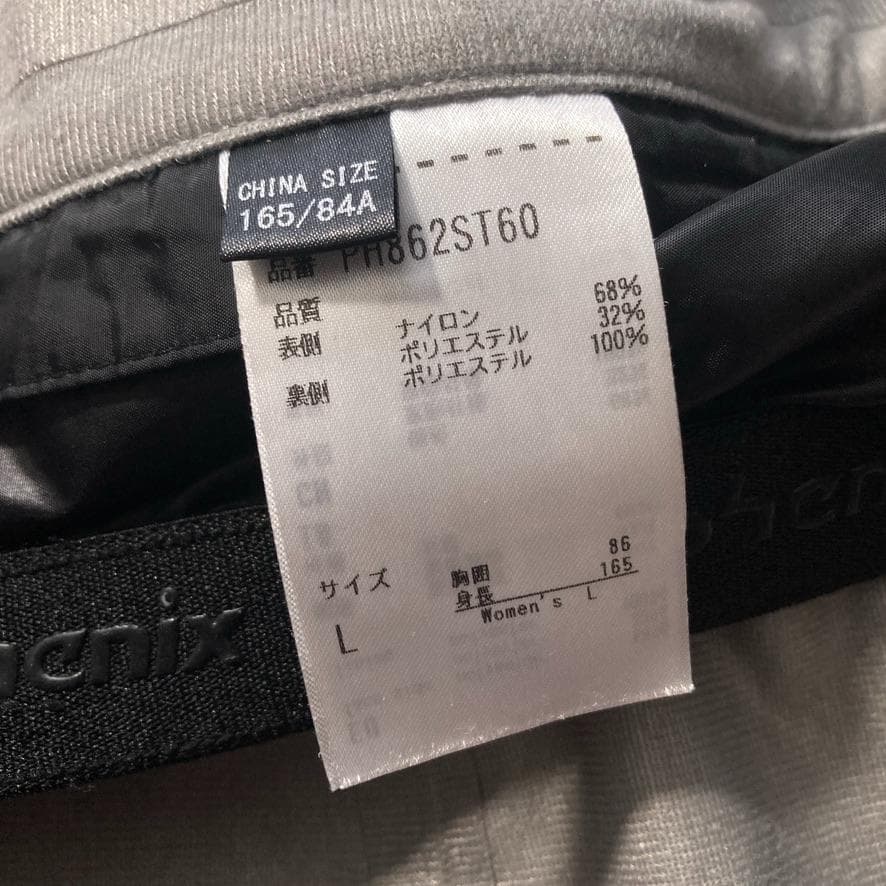 CHINA SIZE
165/84A
品番 PH862ST60
品質
表側 ナイロン 68%
ポリエステル 32%
裏側 ポリエステル 100%
サイズ 胸囲 86
身長 165
L Women's L
henix
phenix